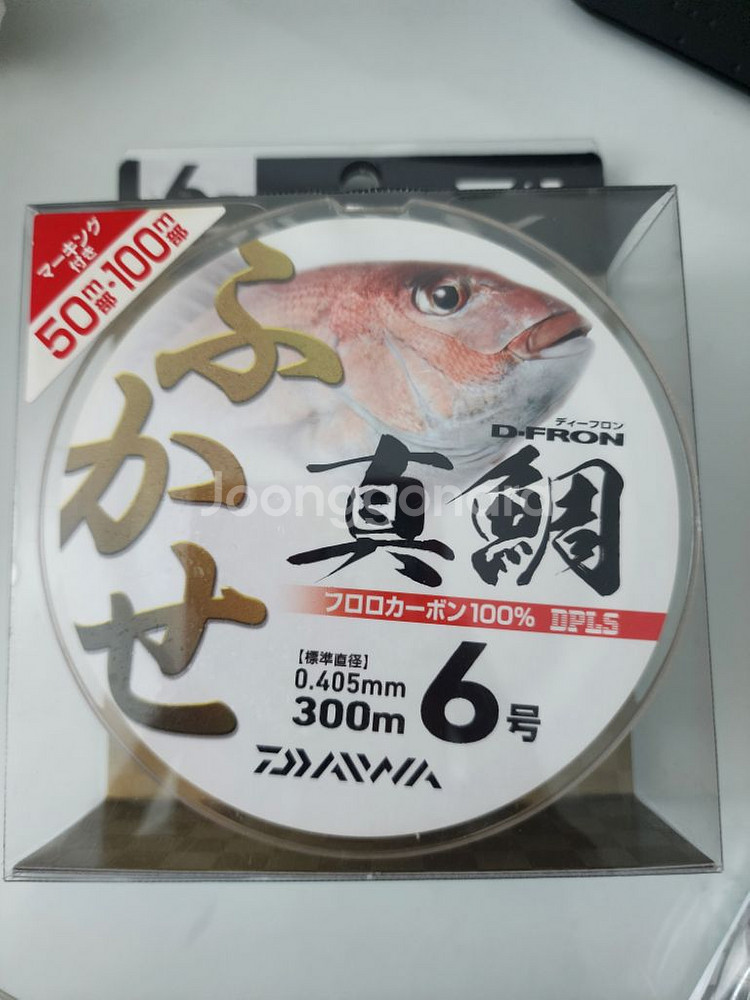 マーキング
付き
50m部・100m部
ふかせ
ディーフロン
D-FRON
真鯛
フロロカーボン100% DPLS
【標準直径】
0.405mm
300m
6号
DAIWA
Joonggonara